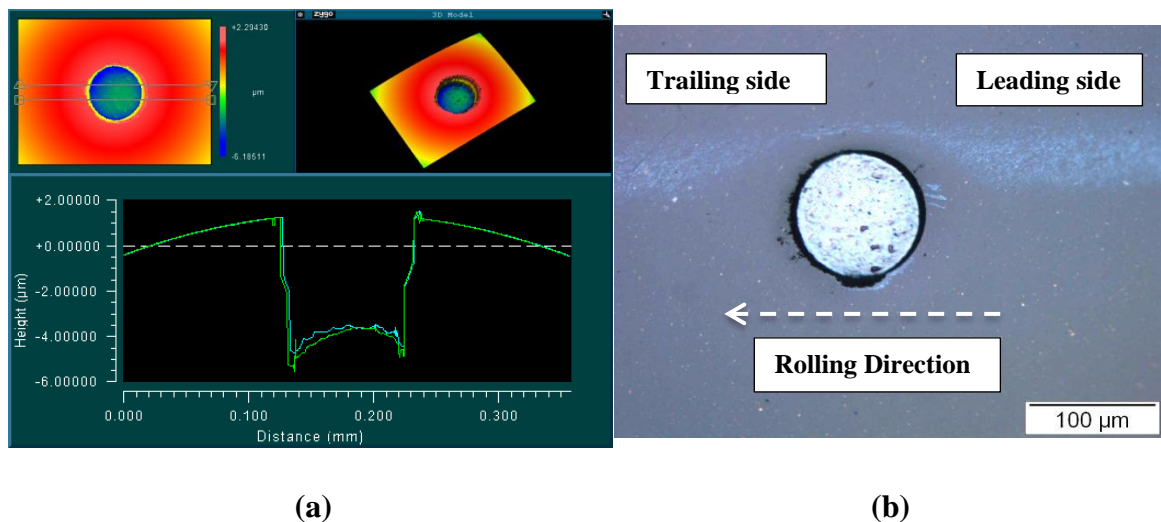 zygo 3D Model
+2.29430
µm
-6.18511
+2.00000
+0.00000
-2.00000
-4.00000
-6.00000
Height (µm)
0.000 0.100 0.200 0.300
Distance (mm)
Trailing side Leading side
Rolling Direction
100 µm
(a) (b)